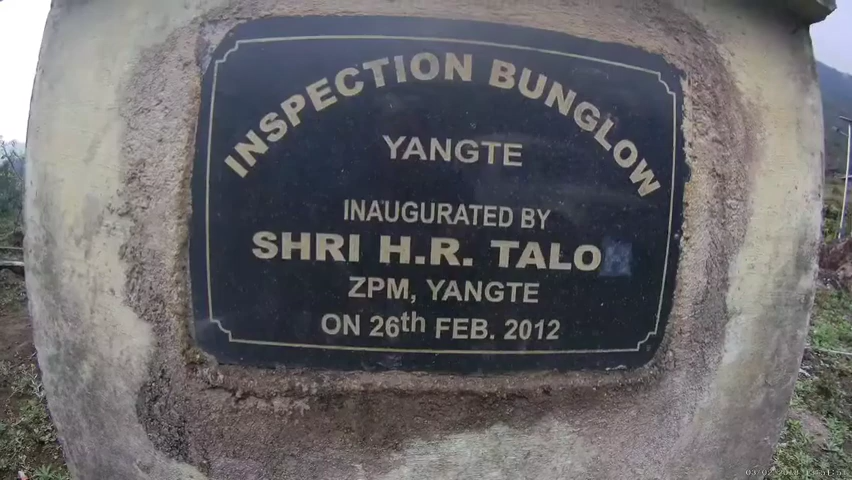 INSPECTION BUNGLOW
YANGTE
INAUGURATED BY
SHRI H.R. TALO
ZPM, YANGTE
ON 26th FEB. 2012